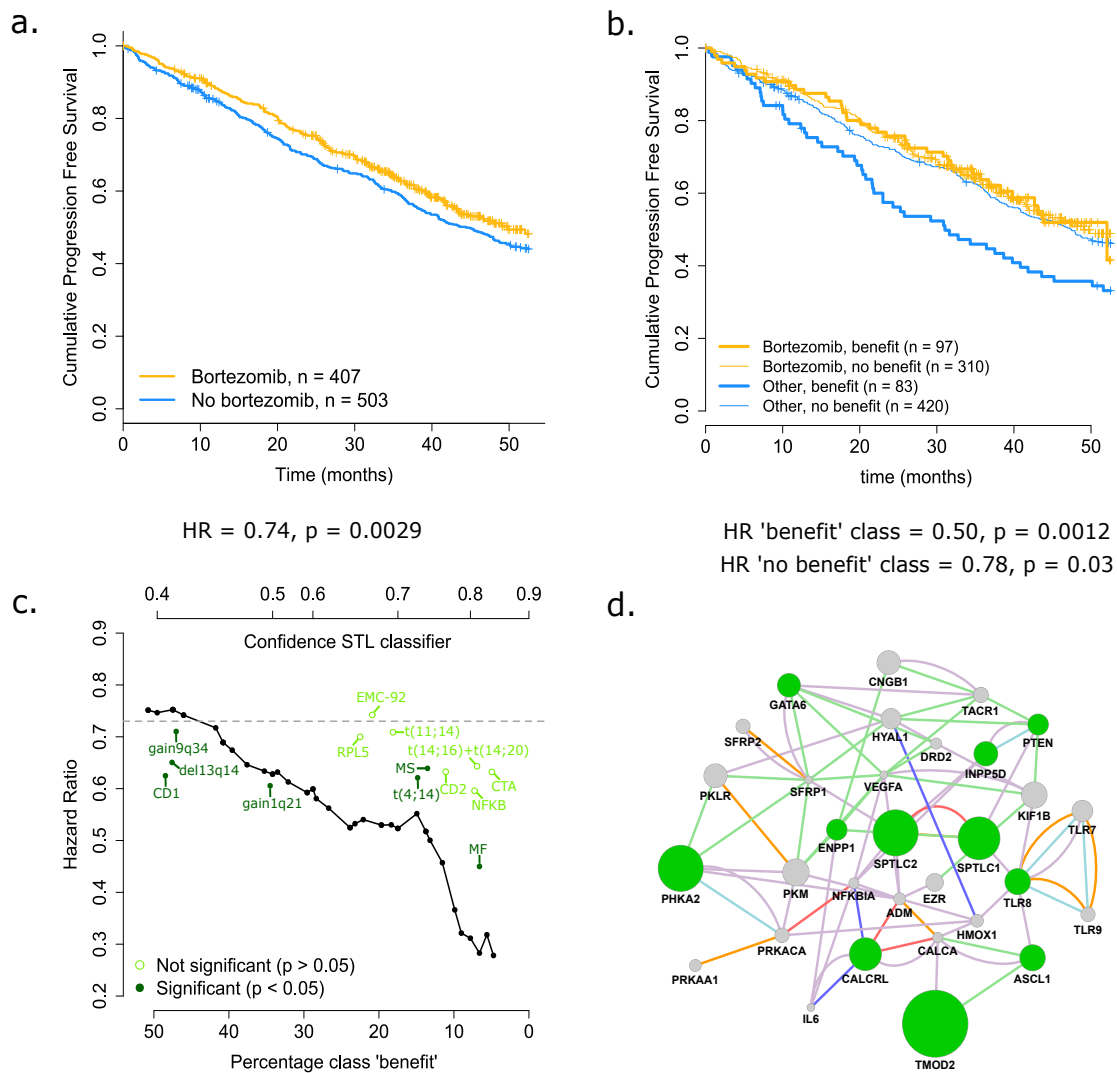 a.
Cumulative Progression Free Survival
1.0
0.8
0.6
0.4
0.2
0.0
Bortezomib, n = 407
No bortezomib, n = 503
0 10 20 30 40 50
Time (months)
HR = 0.74, p = 0.0029
b.
Cumulative Progression Free Survival
1.0
0.8
0.6
0.4
0.2
0.0
Bortezomib, benefit (n = 97)
Bortezomib, no benefit (n = 310)
Other, benefit (n = 83)
Other, no benefit (n = 420)
0 10 20 30 40 50
time (months)
HR 'benefit' class = 0.50, p = 0.0012
HR 'no benefit' class = 0.78, p = 0.03
c.
0.4 0.5 0.6 0.7 0.8 0.9
Confidence STL classifier
Hazard Ratio
0.9
0.8
0.7
0.6
0.5
0.4
0.3
0.2
EMC-92
gain9q34
RPL5
t(11;14)
t(14;16)+t(14;20)
del13q14
CD1
gain1q21
MS
t(4;14)
CD2
NFKB
CTA
MF
Not significant (p > 0.05)
Significant (p < 0.05)
50 40 30 20 10 0
Percentage class 'benefit'
d.
CNGB1
GATA6
TACR1
SFRP2
HYAL1
PTEN
DRD2
INPP5D
PKLR
SFRP1
VEGFA
KIF1B
TLR7
ENPP1
SPTLC2
SPTLC1
PHKA2
PKM
NFKBIA
EZR
TLR8
ADM
TLR9
PRKACA
HMOX1
CALCA
PRKAA1
CALCRL
ASCL1
IL6
TMOD2